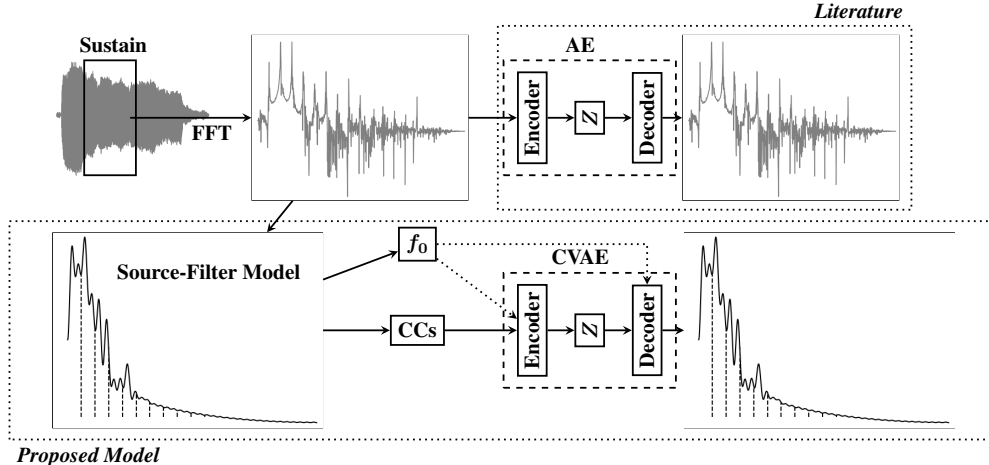 Literature
Sustain
AE
FFT
Encoder
Z
Decoder
Source-Filter Model
f0
CVAE
CCs
Encoder
Z
Decoder
Proposed Model